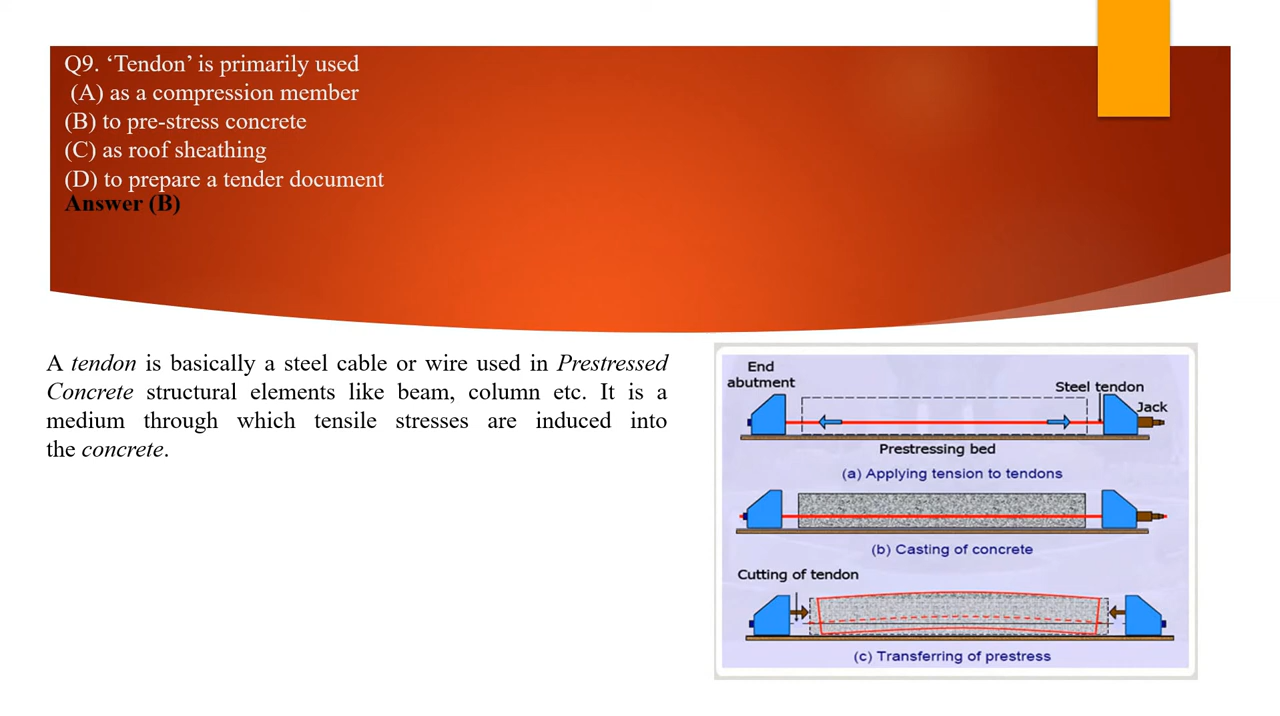 Q9. ‘Tendon’ is primarily used
(A) as a compression member
(B) to pre-stress concrete
(C) as roof sheathing
(D) to prepare a tender document
Answer (B)
A tendon is basically a steel cable or wire used in Prestressed
Concrete structural elements like beam, column etc. It is a
medium through which tensile stresses are induced into
the concrete.
End
abutment
Steel tendon
Jack
Prestressing bed
(a) Applying tension to tendons
(b) Casting of concrete
Cutting of tendon
(c) Transferring of prestress